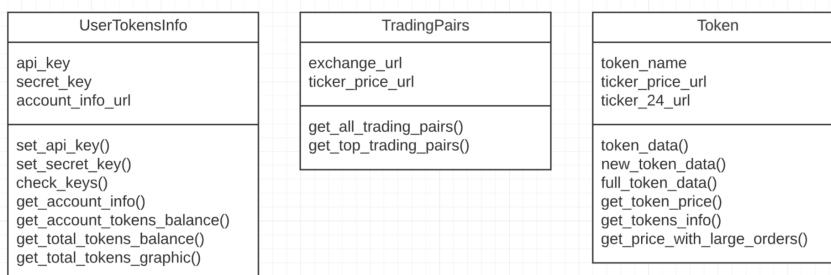 UserTokensInfo
api_key
secret_key
account_info_url
set_api_key()
set_secret_key()
check_keys()
get_account_info()
get_account_tokens_balance()
get_total_tokens_balance()
get_total_tokens_graphic()
TradingPairs
exchange_url
ticker_price_url
get_all_trading_pairs()
get_top_trading_pairs()
Token
token_name
ticker_price_url
ticker_24_url
token_data()
new_token_data()
full_token_data()
get_token_price()
get_tokens_info()
get_price_with_large_orders()